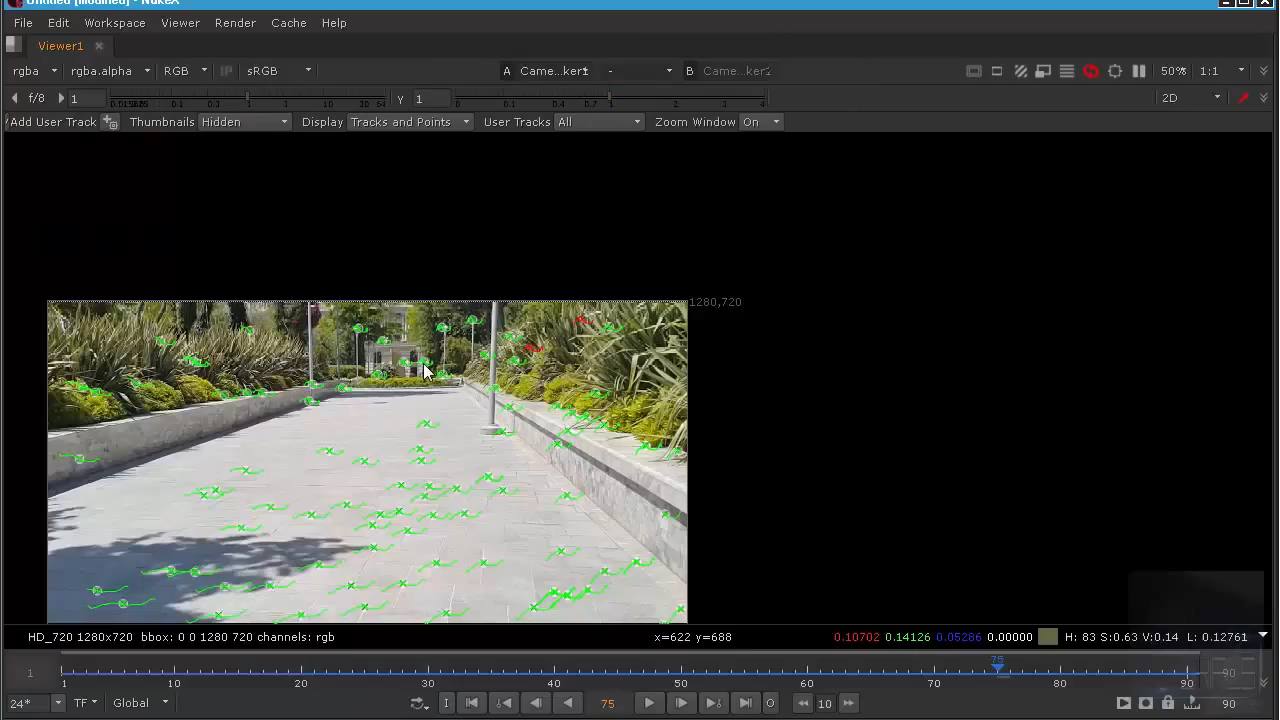 Untitled [modified] - NukeX
File Edit Workspace Viewer Render Cache Help
Viewer1
rgba rgba.alpha RGB IP sRGB A Came...ker1 - B Came...ker2 50% 1:1
f/8 1 Y 1 2D
Add User Track Thumbnails Hidden Display Tracks and Points User Tracks All Zoom Window On
1280,720
HD_720 1280x720 bbox: 0 0 1280 720 channels: rgb x=622 y=688 0.10702 0.14126 0.05286 0.00000 H: 83 S:0.63 V:0.14 L: 0.12761
75
1 1 10 20 30 40 50 60 70 80 90 90
24* TF Global I 75 O 10 90